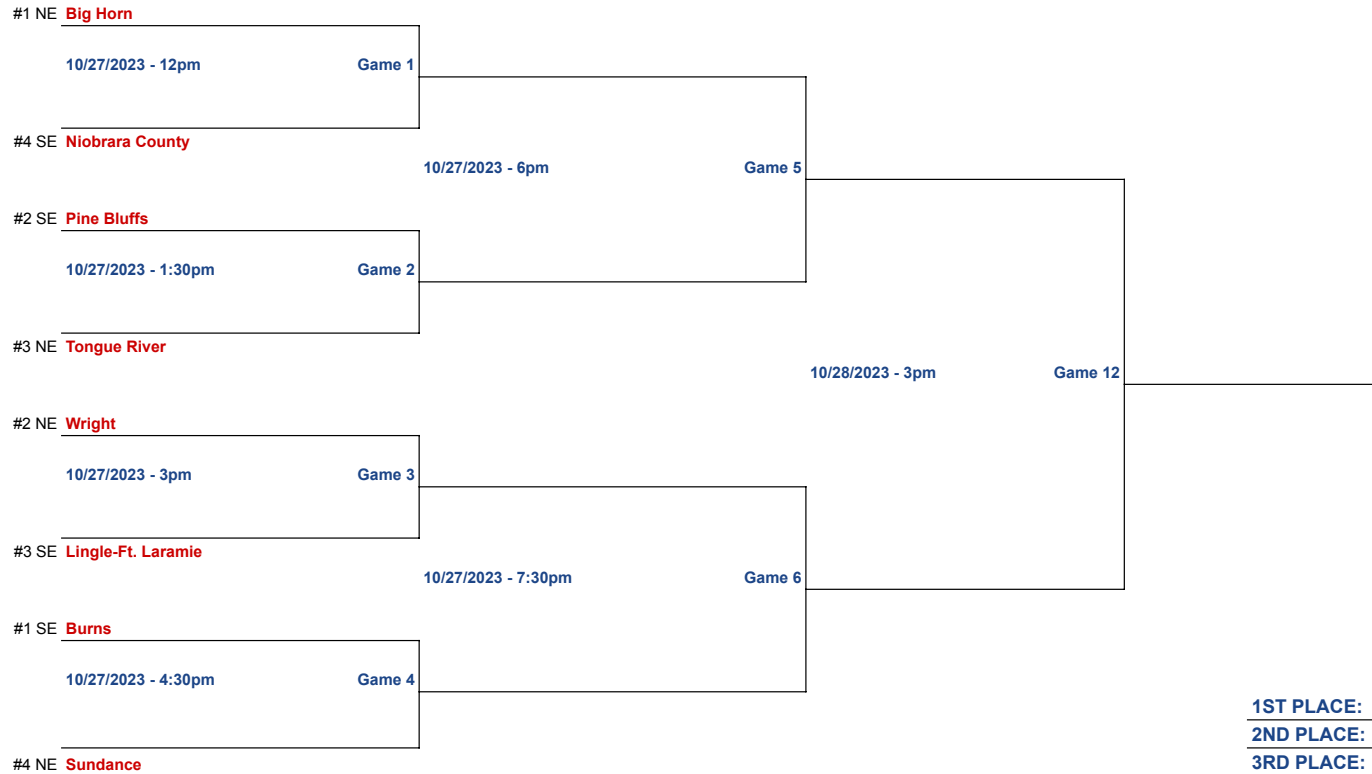 #1 NE Big Horn
10/27/2023 - 12pm Game 1
#4 SE Niobrara County
10/27/2023 - 6pm Game 5
#2 SE Pine Bluffs
10/27/2023 - 1:30pm Game 2
#3 NE Tongue River
10/28/2023 - 3pm Game 12
#2 NE Wright
10/27/2023 - 3pm Game 3
#3 SE Lingle-Ft. Laramie
10/27/2023 - 7:30pm Game 6
#1 SE Burns
10/27/2023 - 4:30pm Game 4
1ST PLACE:
2ND PLACE:
#4 NE Sundance
3RD PLACE: